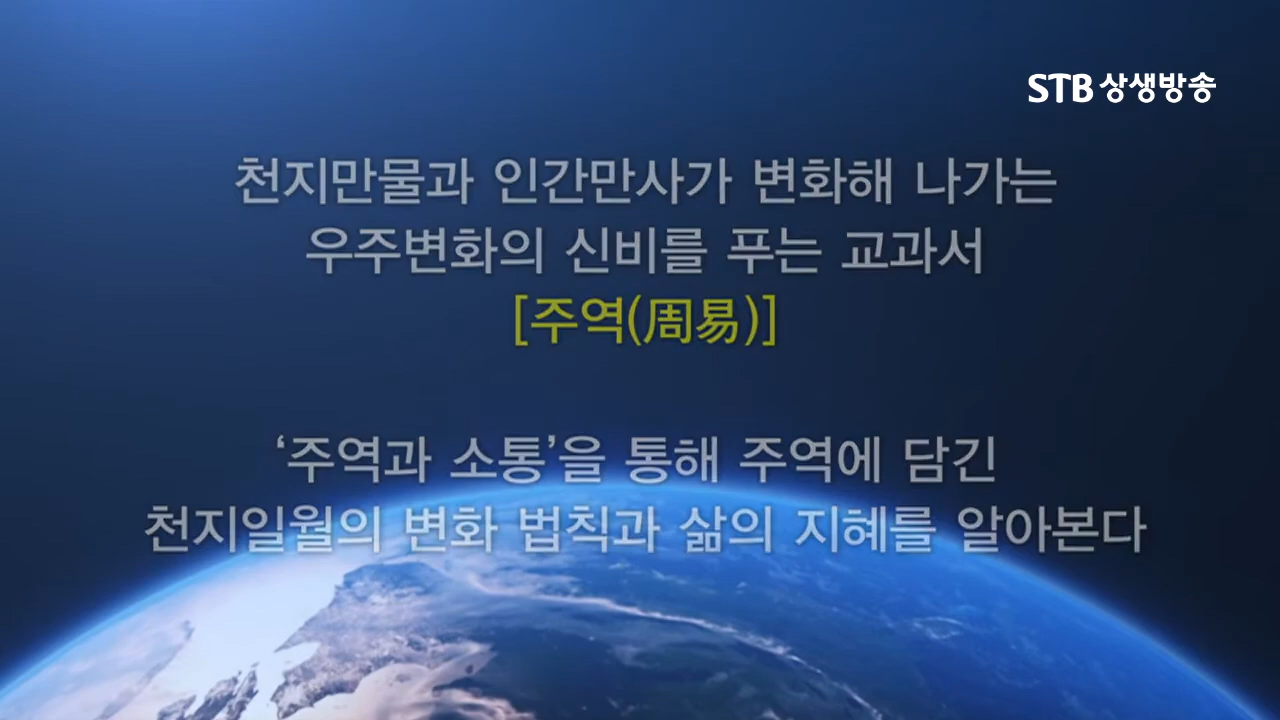 STB 상생방송
천지만물과 인간만사가 변화해 나가는
우주변화의 신비를 푸는 교과서
[주역(周易)]
‘주역과 소통’을 통해 주역에 담긴
천지일월의 변화 법칙과 삶의 지혜를 알아본다